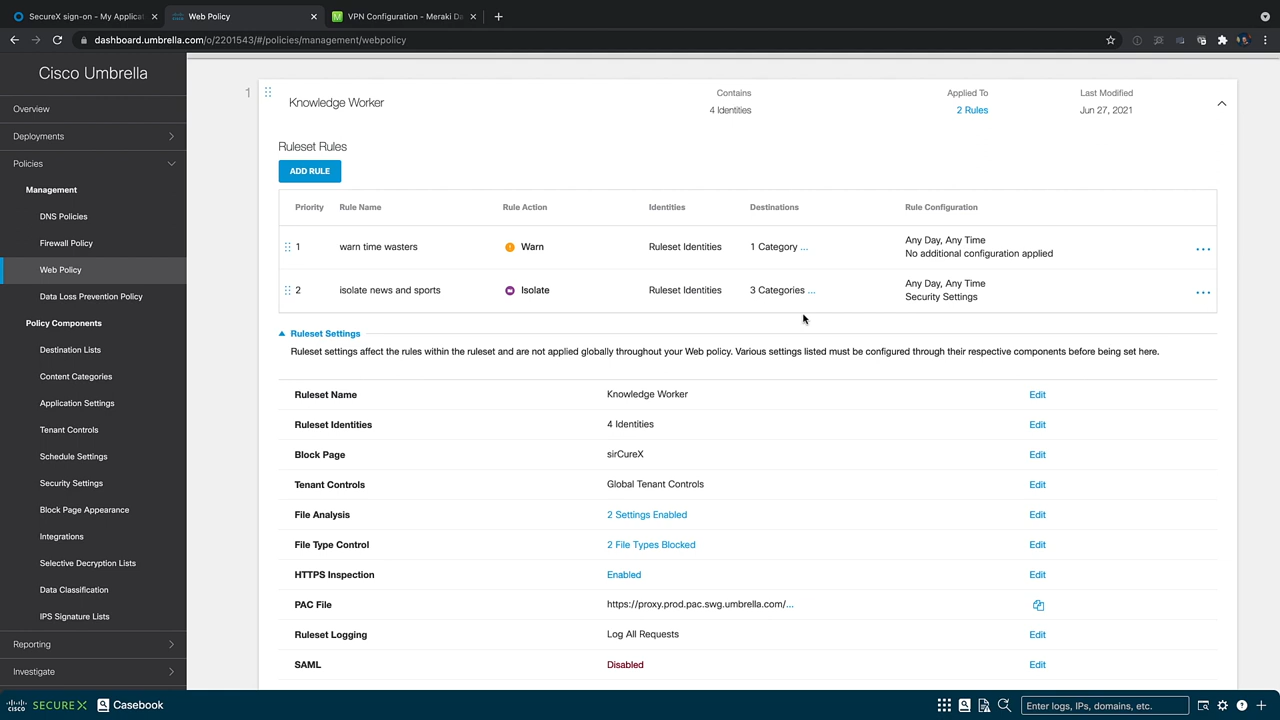 SecureX sign-on - My Applicat
Web Policy
VPN Configuration - Meraki Da
dashboard.umbrella.com/o/2201543/#/policies/management/webpolicy
Cisco Umbrella
Overview
Deployments
Policies
Management
DNS Policies
Firewall Policy
Web Policy
Data Loss Prevention Policy
Policy Components
Destination Lists
Content Categories
Application Settings
Tenant Controls
Schedule Settings
Security Settings
Block Page Appearance
Integrations
Selective Decryption Lists
Data Classification
IPS Signature Lists
Reporting
Investigate
1
Knowledge Worker
Contains
4 Identities
Applied To
2 Rules
Last Modified
Jun 27, 2021
Ruleset Rules
ADD RULE
Priority Rule Name Rule Action Identities Destinations Rule Configuration
1 warn time wasters Warn Ruleset Identities 1 Category ... Any Day, Any Time
No additional configuration applied
2 isolate news and sports Isolate Ruleset Identities 3 Categories ... Any Day, Any Time
Security Settings
Ruleset Settings
Ruleset settings affect the rules within the ruleset and are not applied globally throughout your Web policy. Various settings listed must be configured through their respective components before being set here.
Ruleset Name Knowledge Worker Edit
Ruleset Identities 4 Identities Edit
Block Page sirCureX Edit
Tenant Controls Global Tenant Controls Edit
File Analysis 2 Settings Enabled Edit
File Type Control 2 File Types Blocked Edit
HTTPS Inspection Enabled Edit
PAC File https://proxy.prod.pac.swg.umbrella.com/...
Ruleset Logging Log All Requests Edit
SAML Disabled Edit
cisco SECUREX Casebook
Enter logs, IPs, domains, etc.